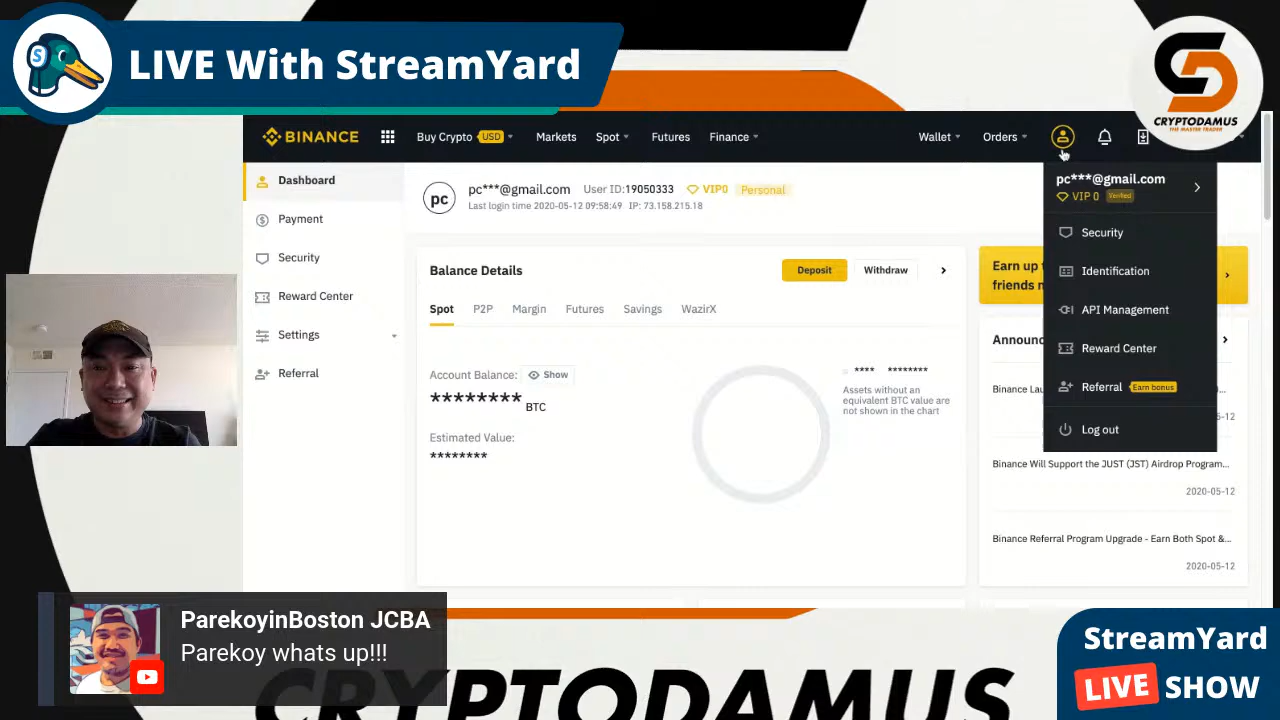 LIVE With StreamYard
CRYPTODAMUS
THE MASTER TRADER
BINANCE
Buy Crypto USD
Markets
Spot
Futures
Finance
Wallet
Orders
Dashboard
Payment
Security
Reward Center
Settings
Referral
pc
pc***@gmail.com User ID:19050333 VIP0 Personal
Last login time 2020-05-12 09:58:49 IP: 73.158.215.18
Balance Details
Deposit
Withdraw
Spot P2P Margin Futures Savings WazirX
Account Balance: Show
******** BTC
Estimated Value:
********
**** ********
Assets without an
equivalent BTC value are
not shown in the chart
Earn up
friends
pc***@gmail.com
VIP 0 Verified
Security
Identification
API Management
Reward Center
Referral Earn bonus
Log out
Binance Will Support the JUST (JST) Airdrop Program...
2020-05-12
Binance Referral Program Upgrade - Earn Both Spot &...
2020-05-12
ParekoyinBoston JCBA
Parekoy whats up!!!
CRYPTODAMUS
StreamYard
LIVE SHOW